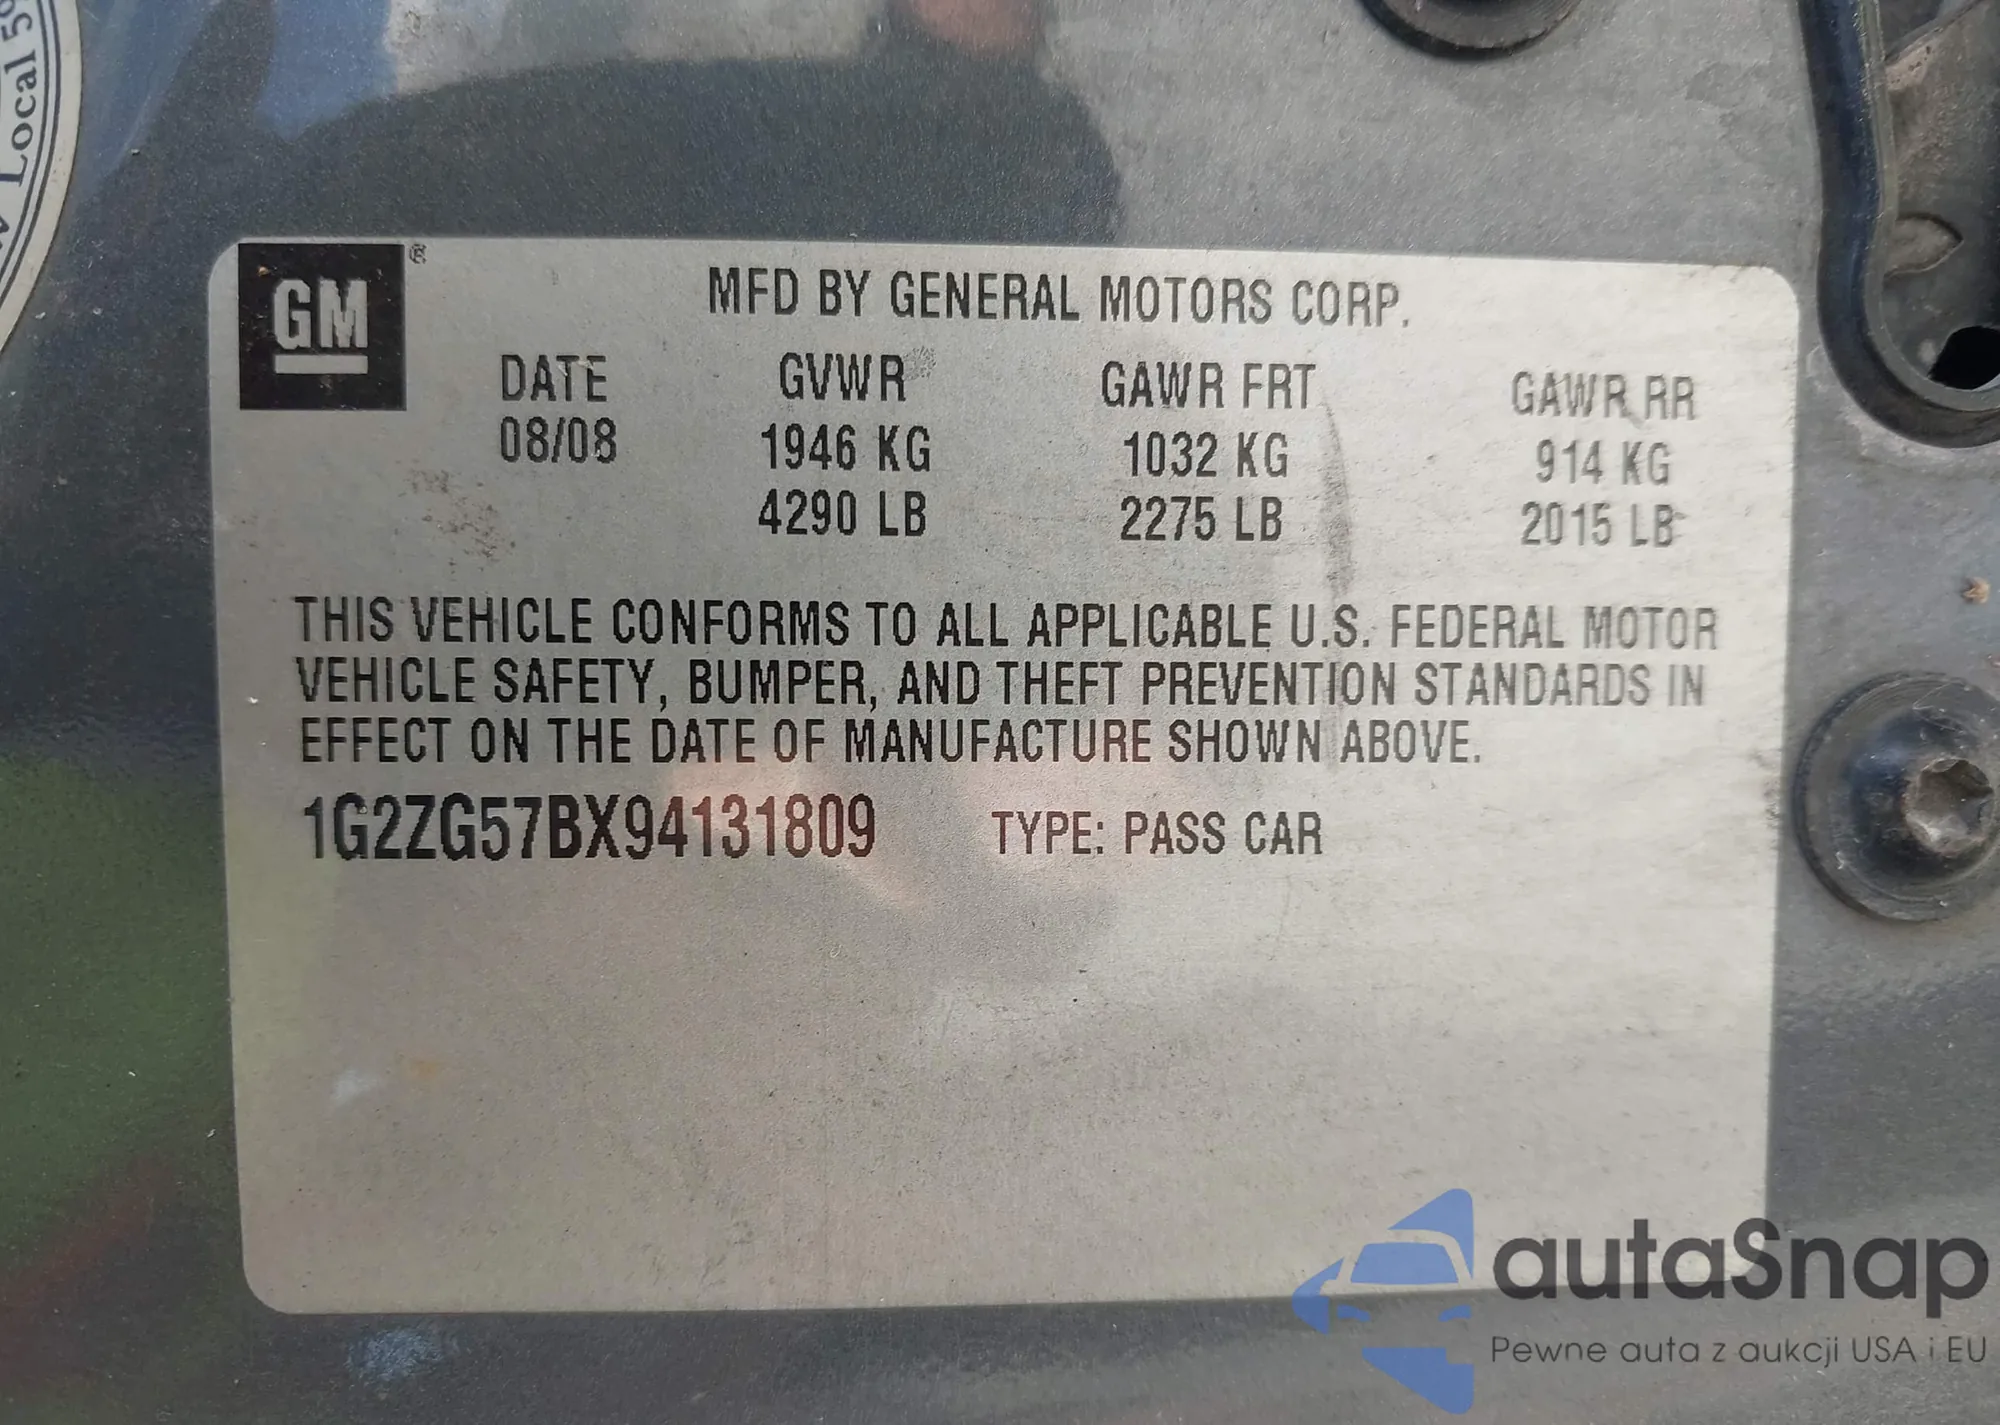 Local
GM
®
MFD BY GENERAL MOTORS CORP.
DATE GVWR GAWR FRT GAWR RR
08/08 1946 KG 1032 KG 914 KG
4290 LB 2275 LB 2015 LB
THIS VEHICLE CONFORMS TO ALL APPLICABLE U.S. FEDERAL MOTOR
VEHICLE SAFETY, BUMPER, AND THEFT PREVENTION STANDARDS IN
EFFECT ON THE DATE OF MANUFACTURE SHOWN ABOVE.
1G2ZG57BX94131809 TYPE: PASS CAR
autaSnap
Pewne auta z aukcji USA i EU